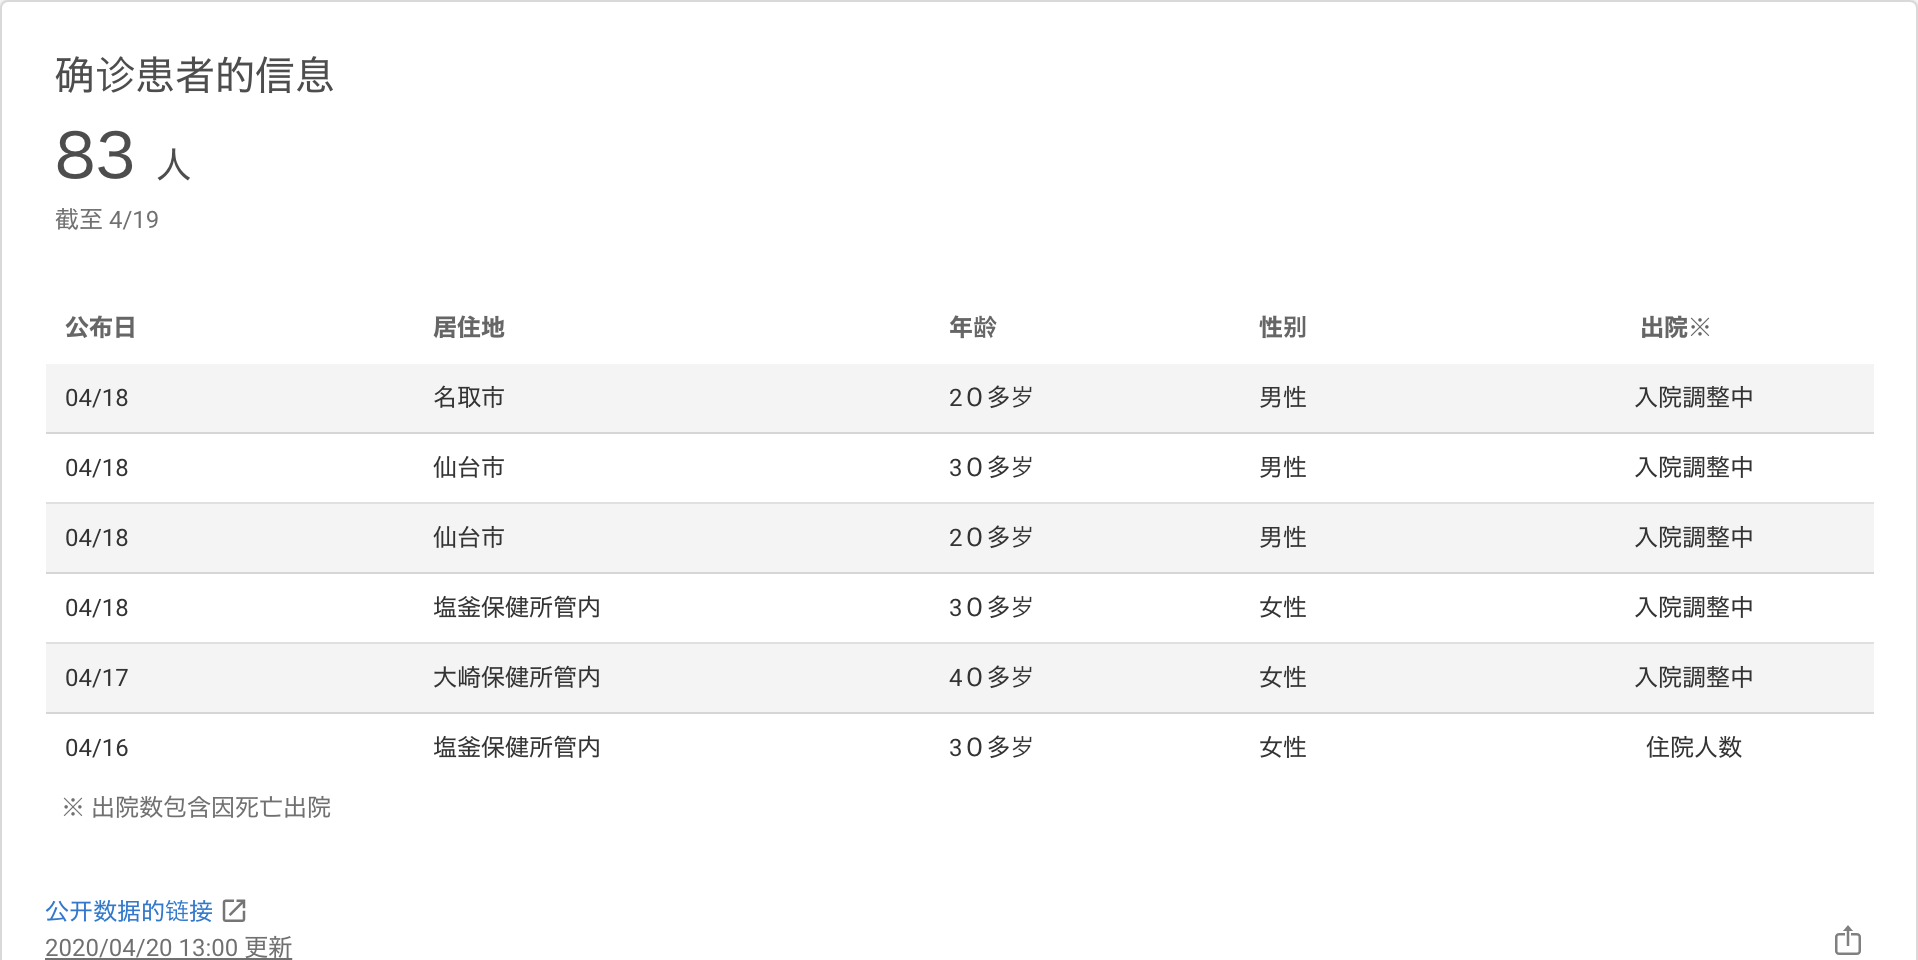 确诊患者的信息
83 人
截至 4/19
公布日 居住地 年龄 性别 出院※
04/18 名取市 2０多岁 男性 入院調整中
04/18 仙台市 3０多岁 男性 入院調整中
04/18 仙台市 2０多岁 男性 入院調整中
04/18 塩釜保健所管内 3０多岁 女性 入院調整中
04/17 大崎保健所管内 4０多岁 女性 入院調整中
04/16 塩釜保健所管内 3０多岁 女性 住院人数
※ 出院数包含因死亡出院
公开数据的链接
2020/04/20 13:00 更新